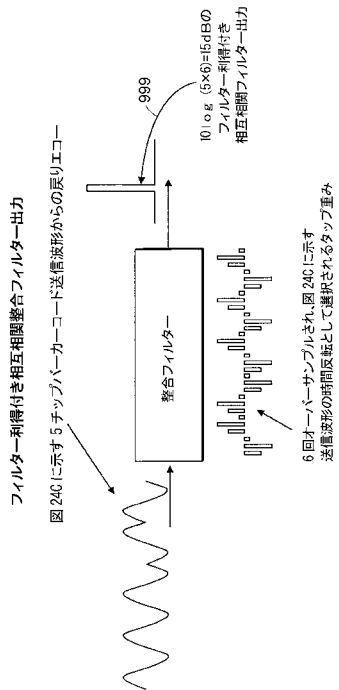 フィルター利得付き相互相関整合フィルター出力
図24Cに示す5チップバーカーコード送信波形からの戻りエコー
整合フィルター
999
10log (5×6)=15dBの
フィルター利得付き
相互相関フィルター出力
6回オーバーサンプルされ、図24Cに示す
送信波形の時間反転として選択されるタップ重み